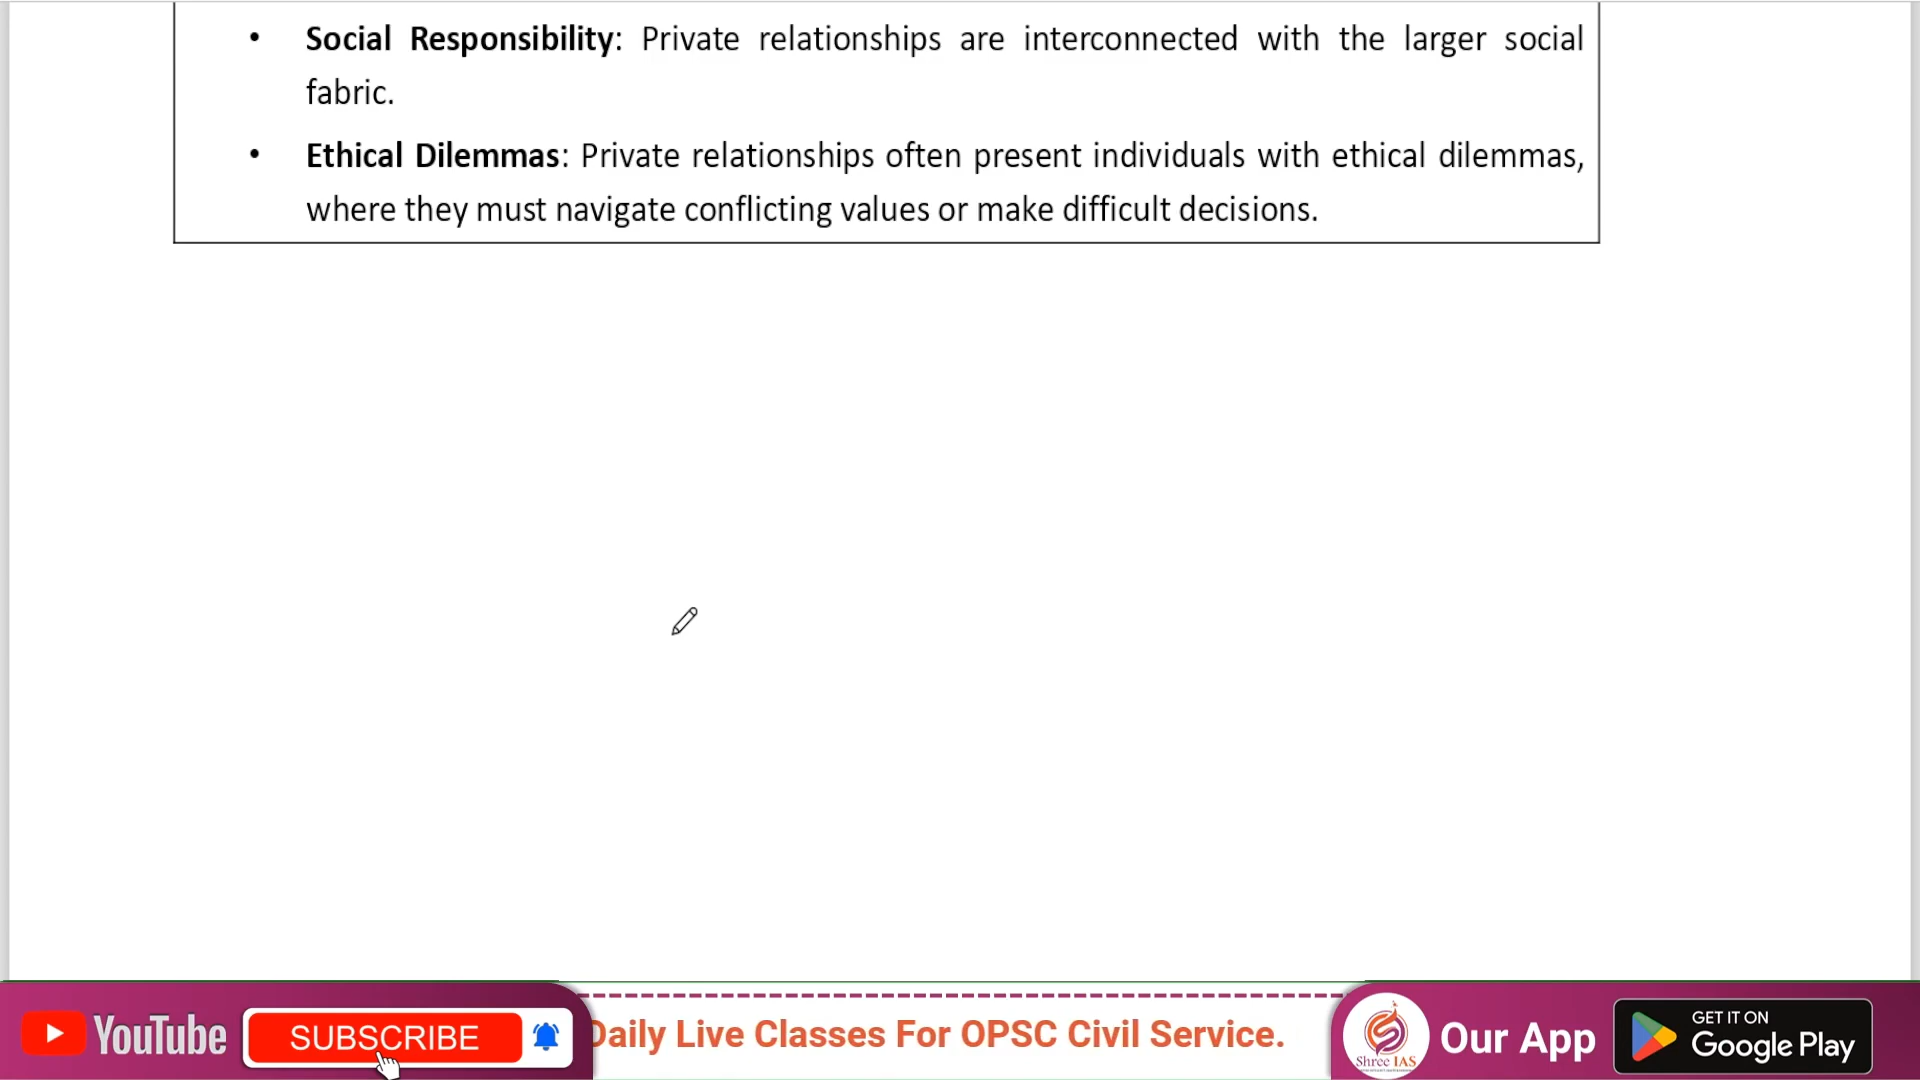 • Social Responsibility: Private relationships are interconnected with the larger social
fabric.
• Ethical Dilemmas: Private relationships often present individuals with ethical dilemmas,
where they must navigate conflicting values or make difficult decisions.
YouTube
SUBSCRIBE
Daily Live Classes For OPSC Civil Service.
Shree IAS
Our App
GET IT ON
Google Play